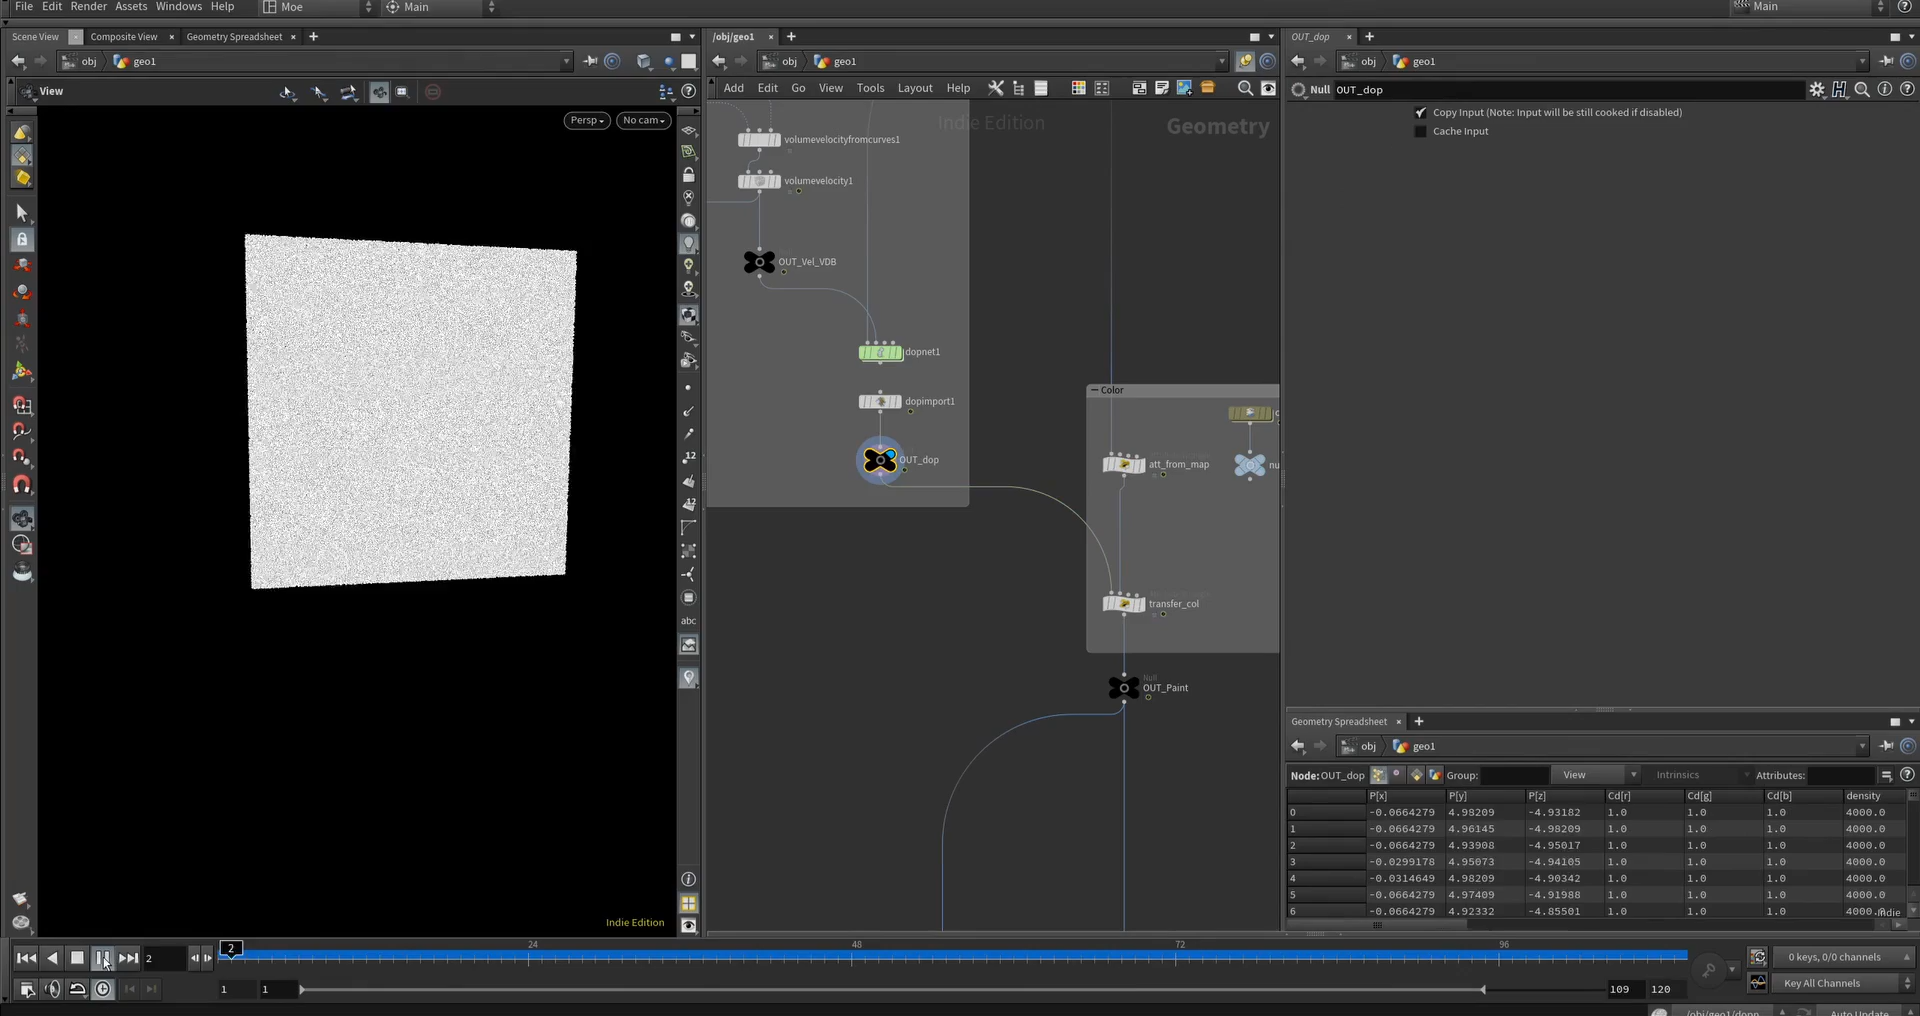 File Edit Render Assets Windows Help Moe Main Main
Scene View Composite View Geometry Spreadsheet
obj geo1
View
Persp
No cam
12
12
abc
Indie Edition
/obj/geo1
obj geo1
Add Edit Go View Tools Layout Help
Indie Edition
Geometry
volumevelocityfromcurves1
volumevelocity1
OUT_Vel_VDB
dopnet1
dopimport1
OUT_dop
Color
att_from_map
nu
transfer_col
Null
OUT_Paint
OUT_dop
obj geo1
Null OUT_dop
Copy Input (Note: Input will be still cooked if disabled)
Cache Input
Geometry Spreadsheet
obj geo1
Node: OUT_dop Group: View Intrinsics Attributes:
P[x] P[y] P[z] Cd[r] Cd[g] Cd[b] density
0 -0.0664279 4.98209 -4.93182 1.0 1.0 1.0 4000.0
1 -0.0664279 4.96145 -4.98209 1.0 1.0 1.0 4000.0
2 -0.0664279 4.93908 -4.95017 1.0 1.0 1.0 4000.0
3 -0.0299178 4.95073 -4.94105 1.0 1.0 1.0 4000.0
4 -0.0314649 4.98209 -4.90342 1.0 1.0 1.0 4000.0
5 -0.0664279 4.97409 -4.91988 1.0 1.0 1.0 4000.0
6 -0.0664279 4.92332 -4.85501 1.0 1.0 1.0 4000.0
Indie
2 2 24 48 72 96
0 keys, 0/0 channels
1 1 109 120
Key All Channels
/obj/geo1/dopn Auto Update